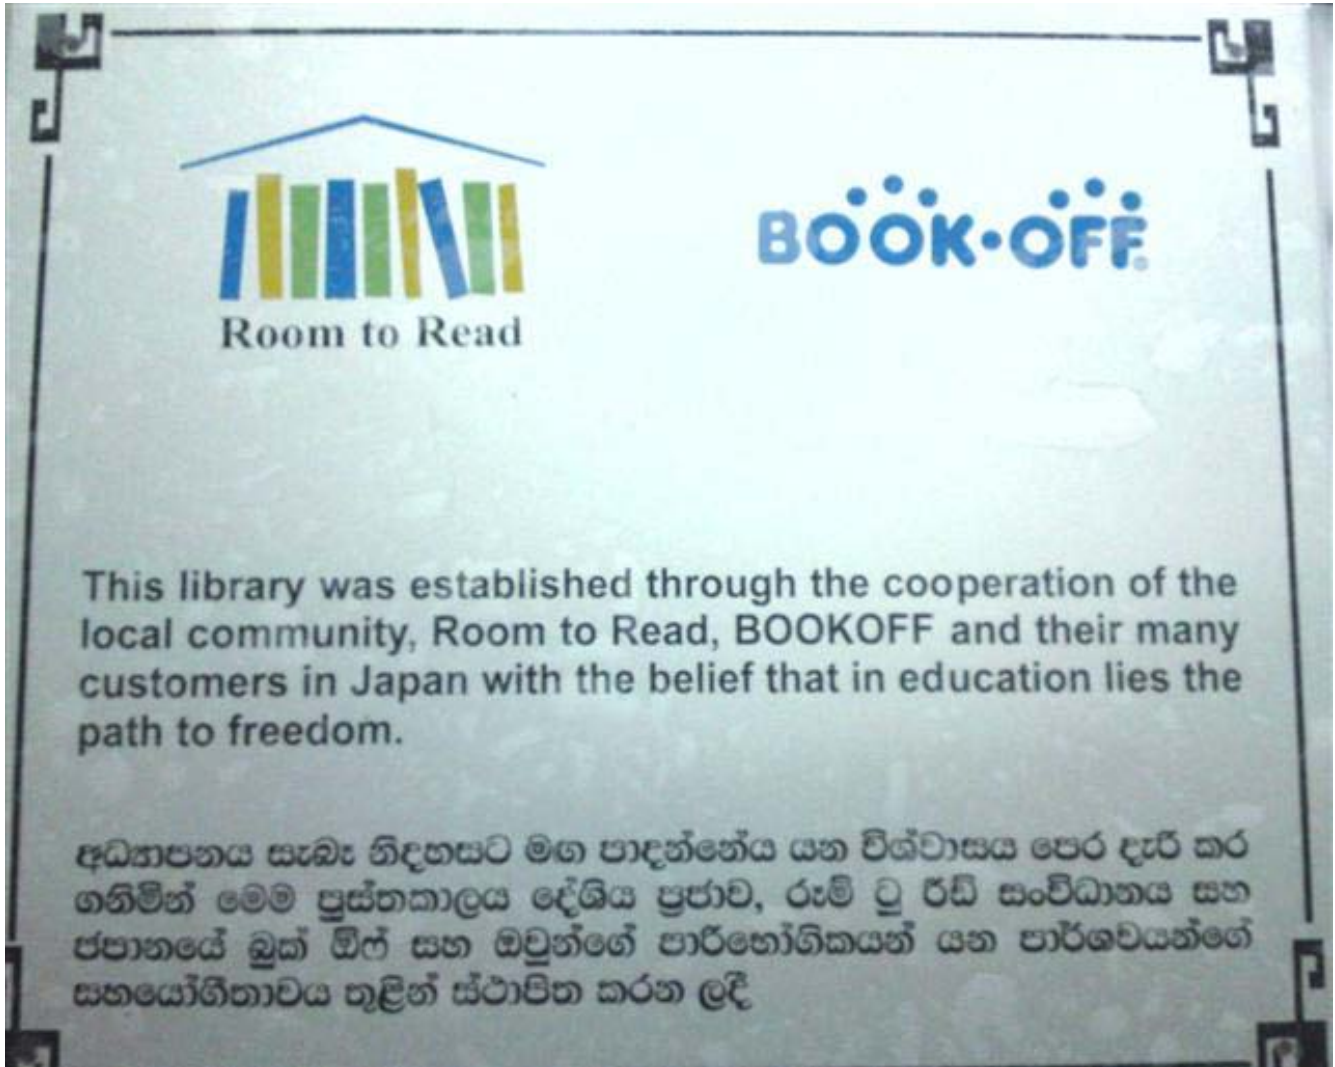 Room to Read
BOOK·OFF®
This library was established through the cooperation of the
local community, Room to Read, BOOKOFF and their many
customers in Japan with the belief that in education lies the
path to freedom.
අධ්‍යාපනය සැබෑ නිදහසට මඟ පාදන්නේය යන විශ්වාසය පෙර දැරි කර
ගනිමින් මෙම පුස්තකාලය දේශීය ප්‍රජාව, රූම් ටු රීඩ් සංවිධානය සහ
ජපානයේ බුක් ඕෆ් සහ ඔවුන්ගේ පාරිභෝගිකයන් යන පාර්ශවයන්ගේ
සහයෝගීතාවය තුළින් ස්ථාපිත කරන ලදී